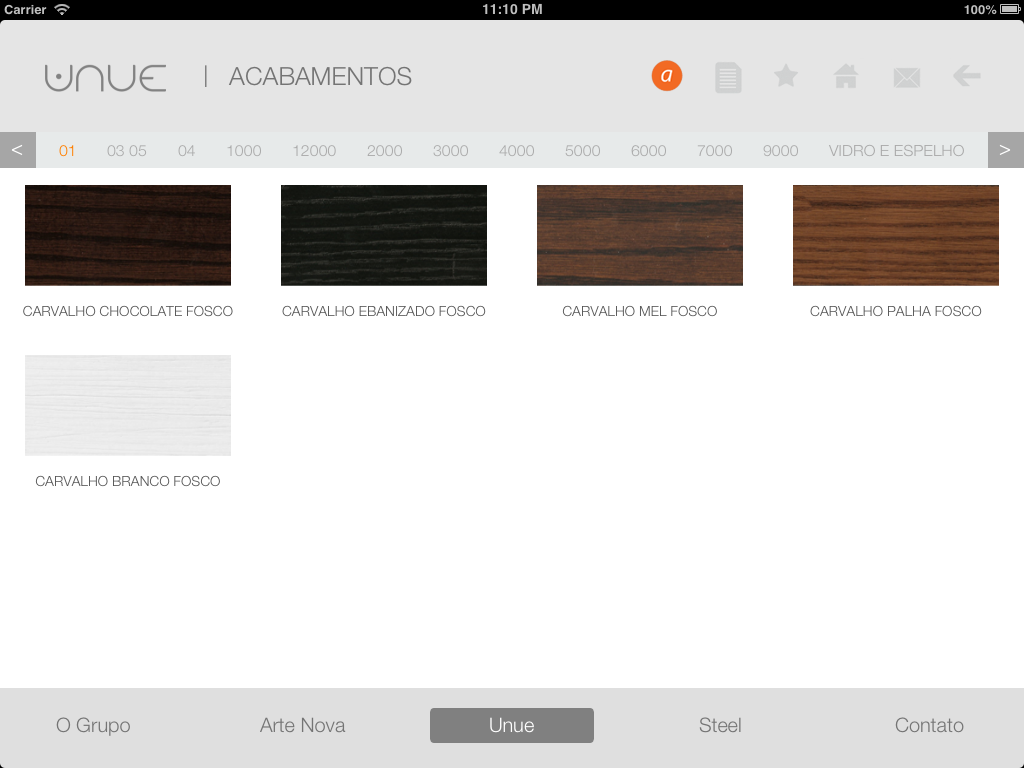 Carrier 11:10 PM 100%
UNUE | ACABAMENTOS a
< 01 03 05 04 1000 12000 2000 3000 4000 5000 6000 7000 9000 VIDRO E ESPELHO >
CARVALHO CHOCOLATE FOSCO CARVALHO EBANIZADO FOSCO CARVALHO MEL FOSCO CARVALHO PALHA FOSCO
CARVALHO BRANCO FOSCO
O Grupo Arte Nova Unue Steel Contato